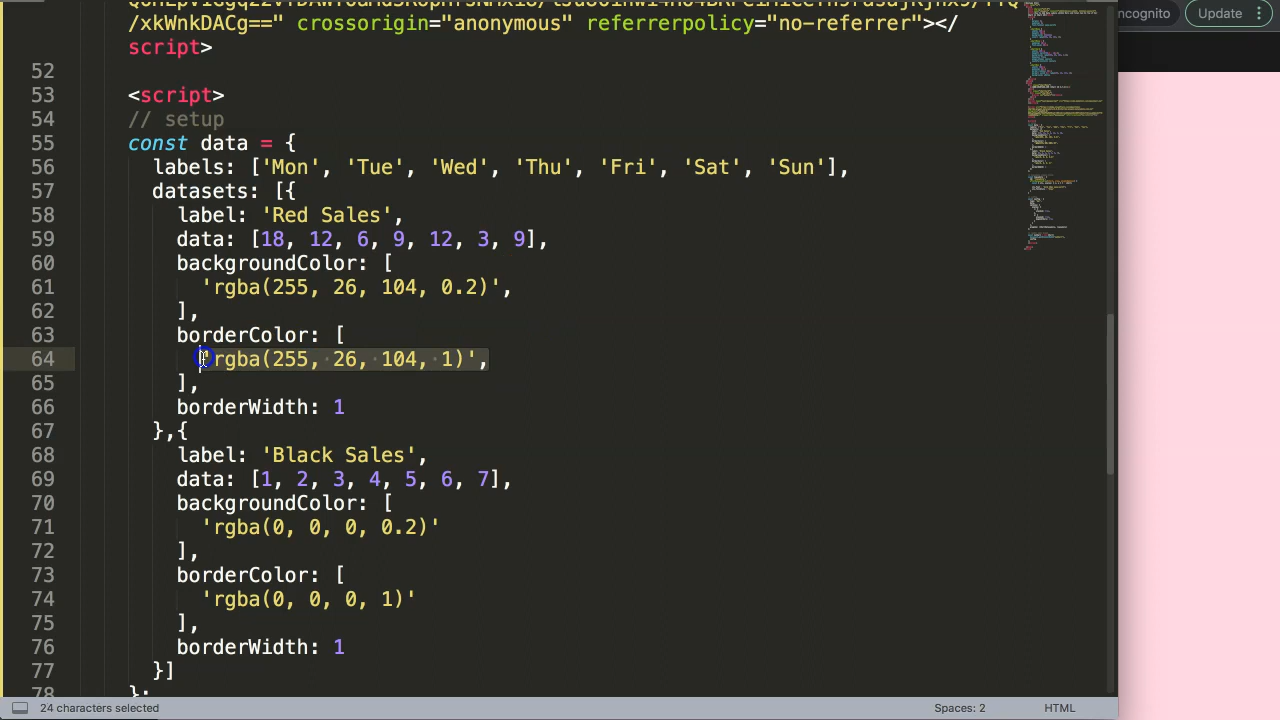 /xkWnkDACg==" crossorigin="anonymous" referrerpolicy="no-referrer"></
script>
ncognito
Update
52
53 <script>
54 // setup
55 const data = {
56 labels: ['Mon', 'Tue', 'Wed', 'Thu', 'Fri', 'Sat', 'Sun'],
57 datasets: [{
58 label: 'Red Sales',
59 data: [18, 12, 6, 9, 12, 3, 9],
60 backgroundColor: [
61 'rgba(255, 26, 104, 0.2)',
62 ],
63 borderColor: [
64 'rgba(255, 26, 104, 1)',
65 ],
66 borderWidth: 1
67 },{
68 label: 'Black Sales',
69 data: [1, 2, 3, 4, 5, 6, 7],
70 backgroundColor: [
71 'rgba(0, 0, 0, 0.2)'
72 ],
73 borderColor: [
74 'rgba(0, 0, 0, 1)'
75 ],
76 borderWidth: 1
77 }]
78 };
24 characters selected
Spaces: 2
HTML